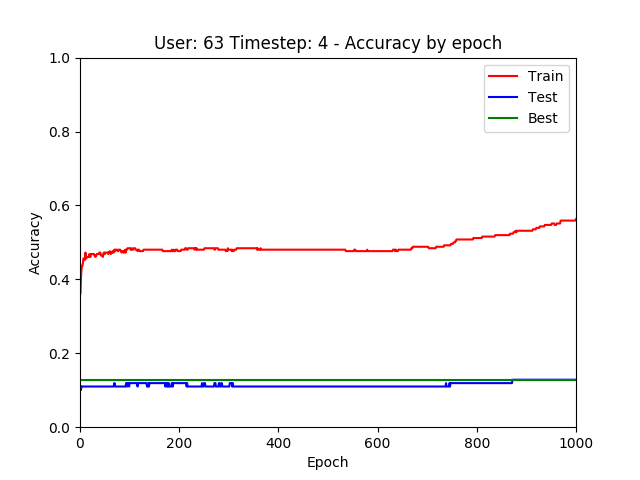 User: 63 Timestep: 4 - Accuracy by epoch
Train
Test
Best
1.0
0.8
0.6
0.4
0.2
0.0
Accuracy
0 200 400 600 800 1000
Epoch